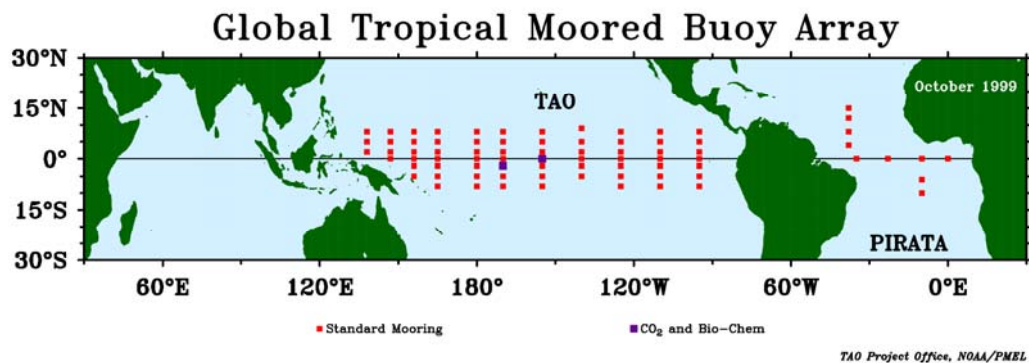 Global Tropical Moored Buoy Array
30°N
October 1999
TAO
15°N
0°
15°S
PIRATA
30°S
60°E 120°E 180° 120°W 60°W 0°E
Standard Mooring CO₂ and Bio-Chem
TAO Project Office, NOAA/PMEL